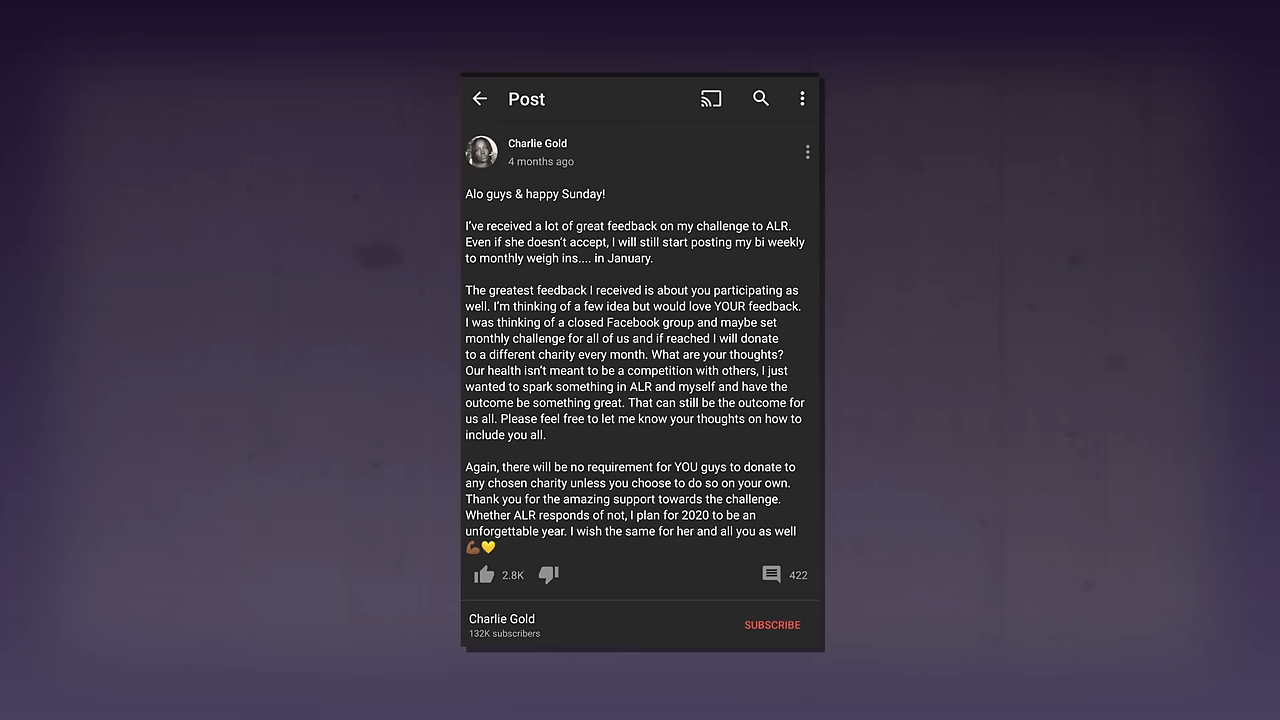 Post
Charlie Gold
4 months ago
Alo guys & happy Sunday!
I've received a lot of great feedback on my challenge to ALR.
Even if she doesn't accept, I will still start posting my bi weekly
to monthly weigh ins.... in January.
The greatest feedback I received is about you participating as
well. I'm thinking of a few idea but would love YOUR feedback.
I was thinking of a closed Facebook group and maybe set
monthly challenge for all of us and if reached I will donate
to a different charity every month. What are your thoughts?
Our health isn't meant to be a competition with others, I just
wanted to spark something in ALR and myself and have the
outcome be something great. That can still be the outcome for
us all. Please feel free to let me know your thoughts on how to
include you all.
Again, there will be no requirement for YOU guys to donate to
any chosen charity unless you choose to do so on your own.
Thank you for the amazing support towards the challenge.
Whether ALR responds of not, I plan for 2020 to be an
unforgettable year. I wish the same for her and all you as well
💪🏾💛
2.8K 422
Charlie Gold
132K subscribers
SUBSCRIBE